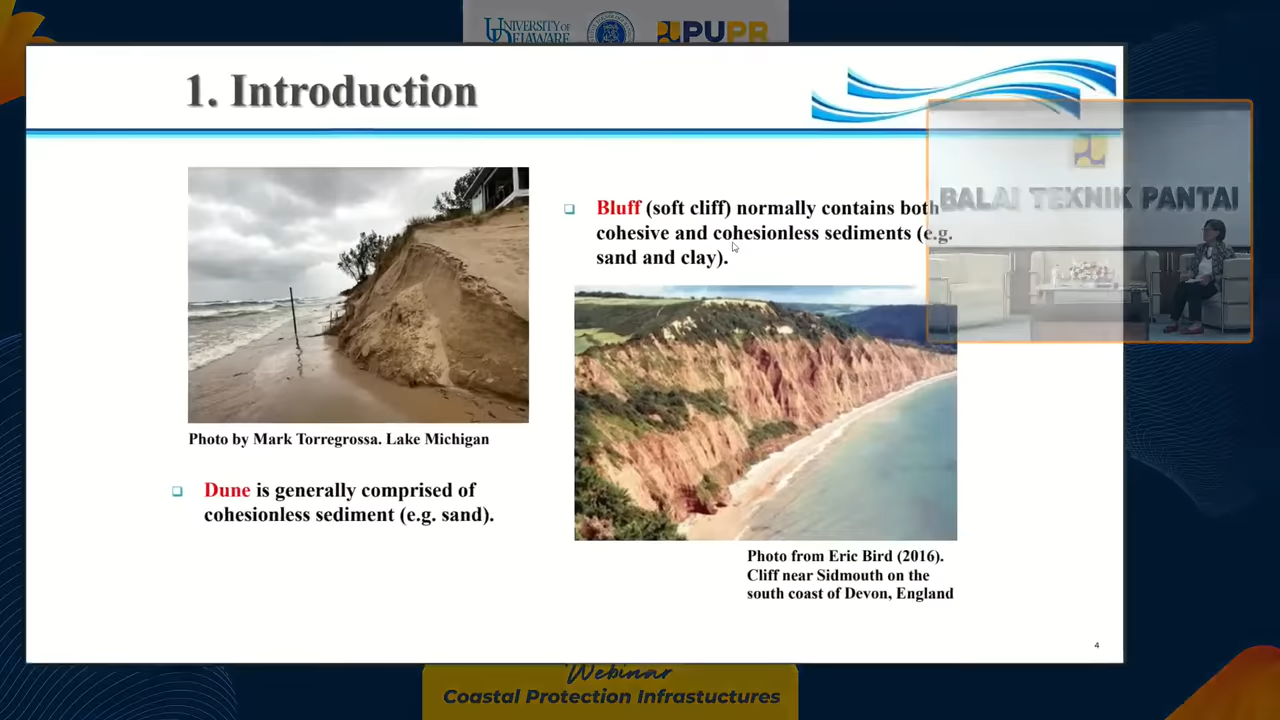 UNIVERSITY OF
DELAWARE
PUPR
1. Introduction
BALAI TEKNIK PANTAI
Bluff (soft cliff) normally contains both
cohesive and cohesionless sediments (e.g.
sand and clay).
Photo by Mark Torregrossa. Lake Michigan
Dune is generally comprised of
cohesionless sediment (e.g. sand).
Photo from Eric Bird (2016).
Cliff near Sidmouth on the
south coast of Devon, England
4
Webinar
Coastal Protection Infrastuctures